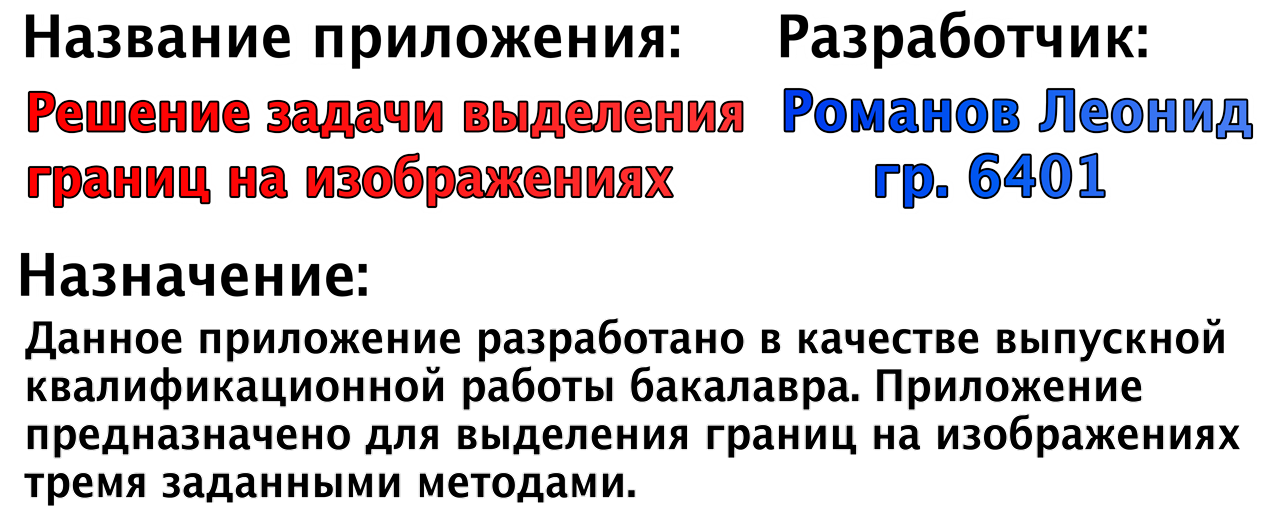 Название приложения:
Решение задачи выделения
границ на изображениях
Разработчик:
Романов Леонид
гр. 6401
Назначение:
Данное приложение разработано в качестве выпускной
квалификационной работы бакалавра. Приложение
предназначено для выделения границ на изображениях
тремя заданными методами.